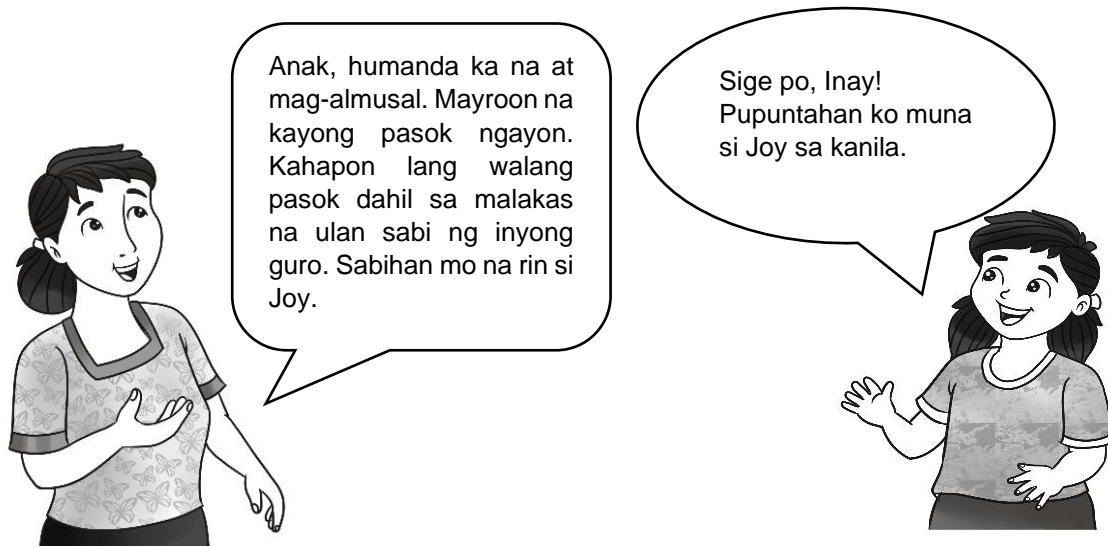 Anak, humanda ka na at
mag-almusal. Mayroon na
kayong pasok ngayon.
Kahapon lang walang
pasok dahil sa malakas
na ulan sabi ng inyong
guro. Sabihan mo na rin si
Joy.
Sige po, Inay!
Pupuntahan ko muna
si Joy sa kanila.